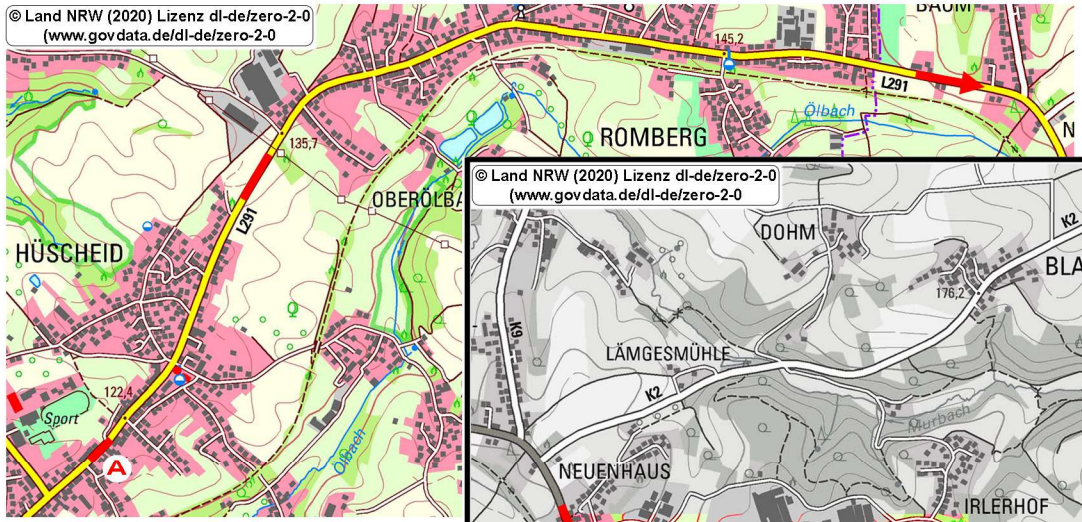 © Land NRW (2020) Lizenz dl-de/zero-2-0
(www.govdata.de/dl-de/zero-2-0
BAUM
145,2
L291
Ölbach
N
135,7
ROMBERG
OBERÖLBA
L291
HÜSCHEID
122,4
Sport
A
Ölbach
© Land NRW (2020) Lizenz dl-de/zero-2-0
(www.govdata.de/dl-de/zero-2-0
K2
DOHM
BLA
176,2
K9
LÄMGESMÜHLE
K2
Murbach
NEUENHAUS
IRLERHOF